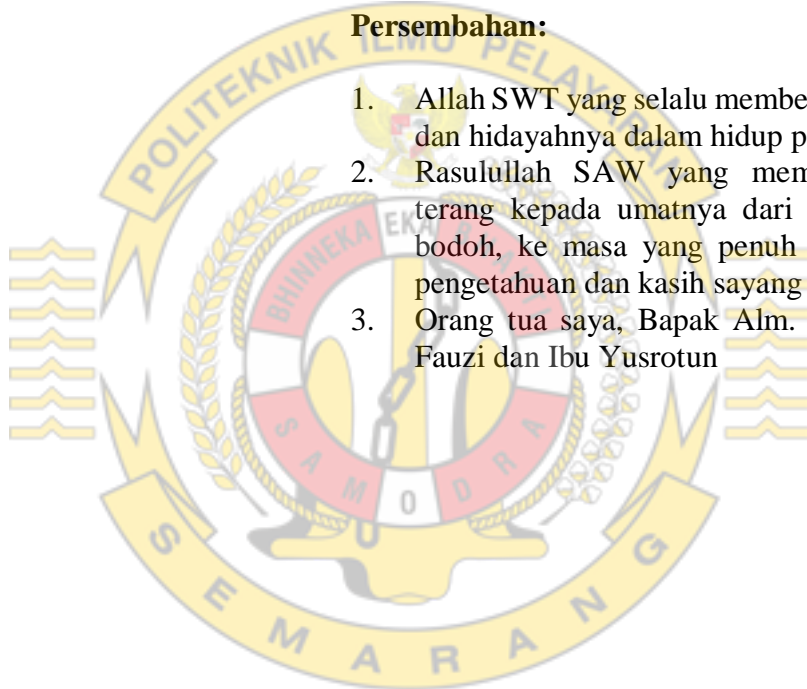 Persembahan:
1. Allah SWT yang selalu membe
dan hidayahnya dalam hidup p
2. Rasulullah SAW yang mem
terang kepada umatnya dari
bodoh, ke masa yang penuh
pengetahuan dan kasih sayang
3. Orang tua saya, Bapak Alm.
Fauzi dan Ibu Yusrotun
POLITEKNIK ILMU PELAYARAN
BHINNEKA EKA BHAKTI
SAMODRA
SEMARANG